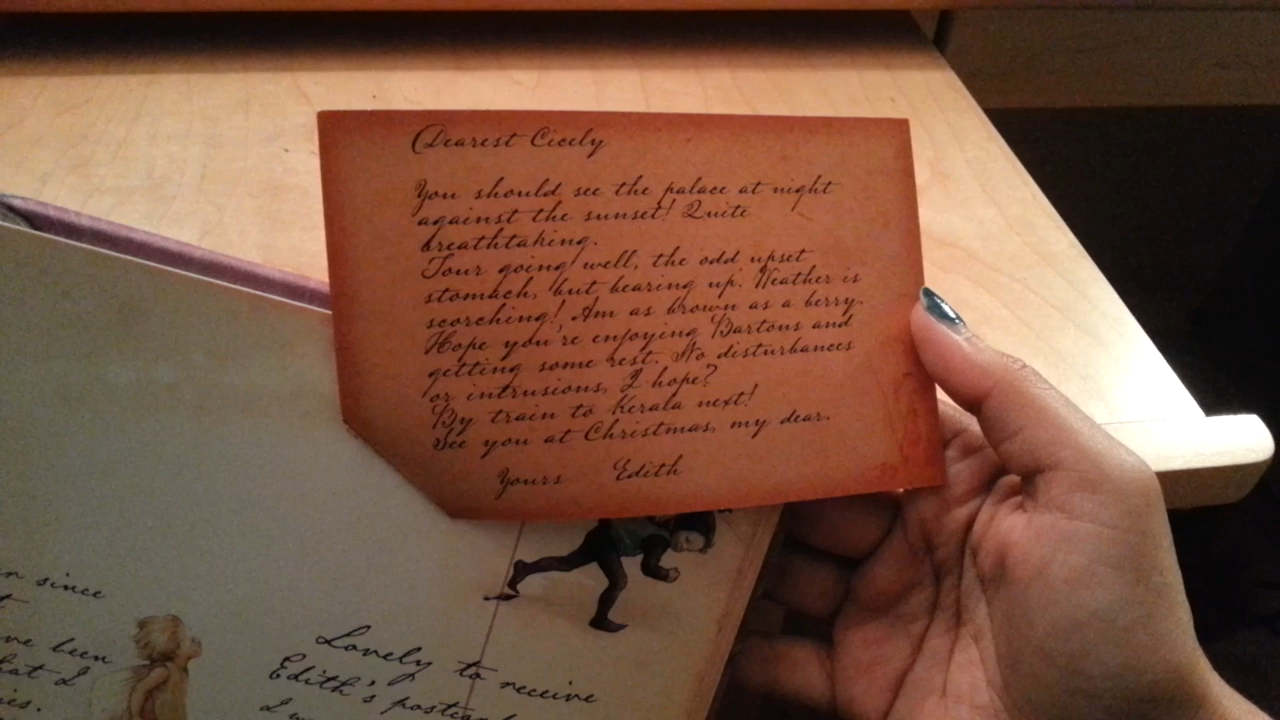 Dearest Cicely
You should see the palace at night
against the sunset! Quite
breathtaking.
Tour going well, the odd upset
stomach, but bearing up. Weather is
scorching! Am as brown as a berry.
Hope you're enjoying Bartons and
getting some rest. No disturbances
or intrusions, I hope?
By train to Kerala next!
See you at Christmas, my dear.
Yours Edith
since
been
I
Lovely to receive
Edith's
I